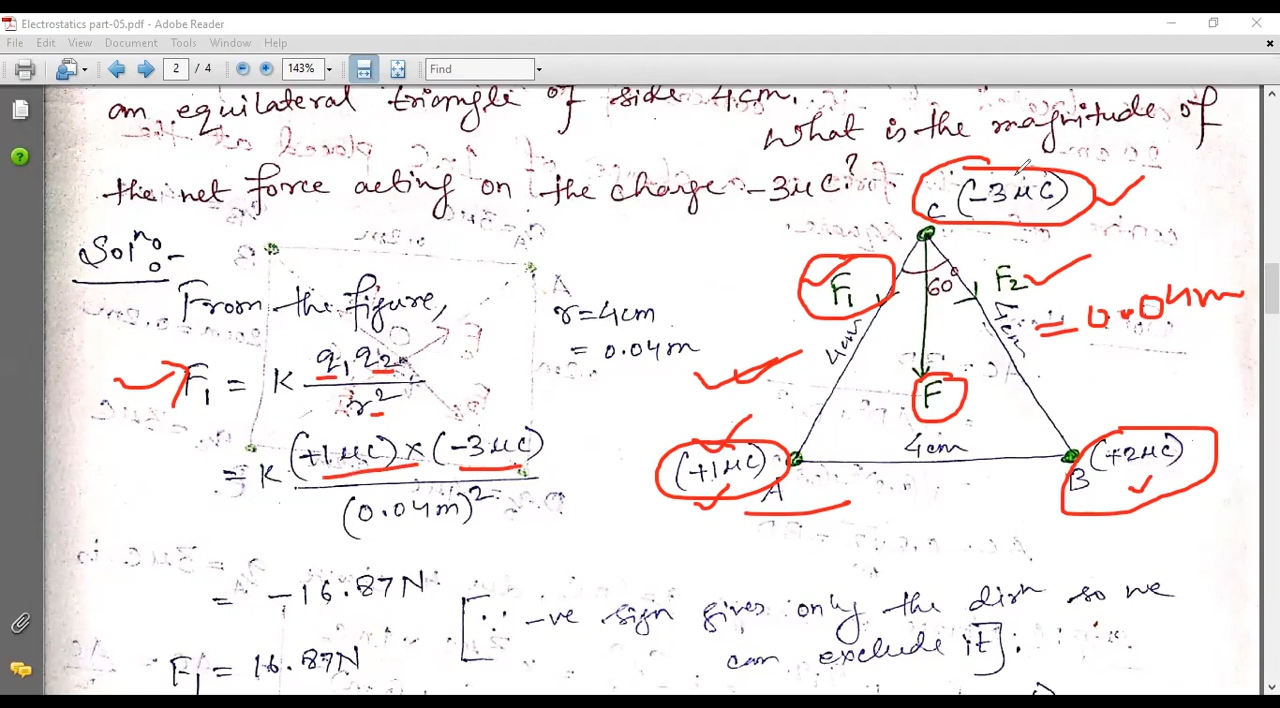 Electrostatics part-05.pdf - Adobe Reader
File Edit View Document Tools Window Help
2 / 4 143% Find
an equilateral triangle of side 4cm.
What is the magnitude of
the net force acting on the charge -3μC?
C (-3μC)
Solⁿ:-
From the figure,
r=4cm
= 0.04m
F₁ = K q₁q₂/r²
= K (+1μC)×(-3μC)/(0.04m)²
= -16.87N [∵ -ve sign gives only the dirn so we
can exclude it].
F₁ = 16.87N
F₁
60°
F₂
4cm
4cm
= 0.04m
F
(+1μC)
A
4cm
B
(+2μC)